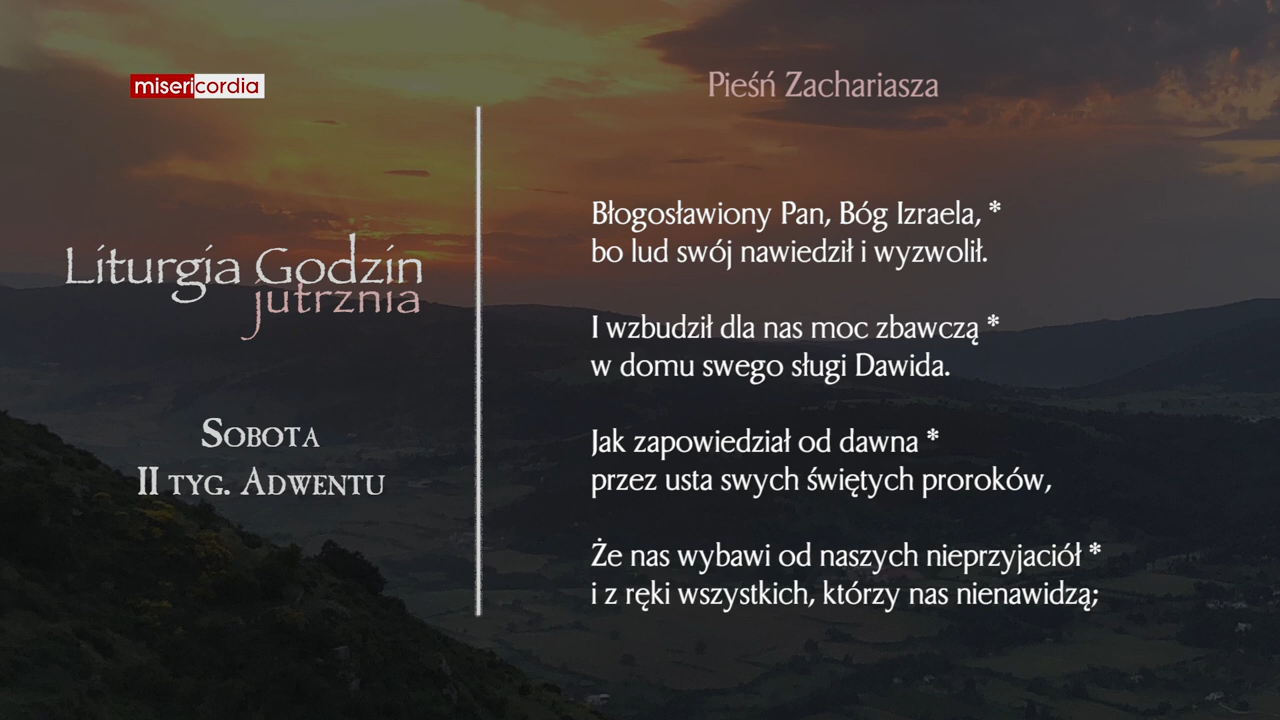 misericordia
Liturgia Godzin
jutrznia
Sobota
II tyg. Adwentu
Pieśń Zachariasza
Błogosławiony Pan, Bóg Izraela, *
bo lud swój nawiedził i wyzwolił.
I wzbudził dla nas moc zbawczą *
w domu swego sługi Dawida.
Jak zapowiedział od dawna *
przez usta swych świętych proroków,
Że nas wybawi od naszych nieprzyjaciół *
i z ręki wszystkich, którzy nas nienawidzą;